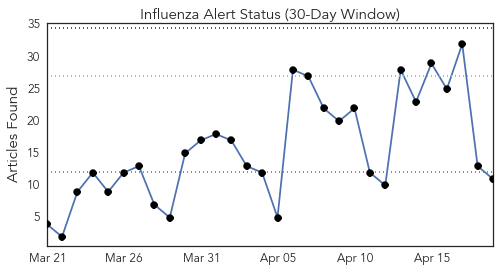 Influenza Alert Status (30-Day Window)
Articles Found
35
30
25
20
15
10
5
Mar 21 Mar 26 Mar 31 Apr 05 Apr 10 Apr 15